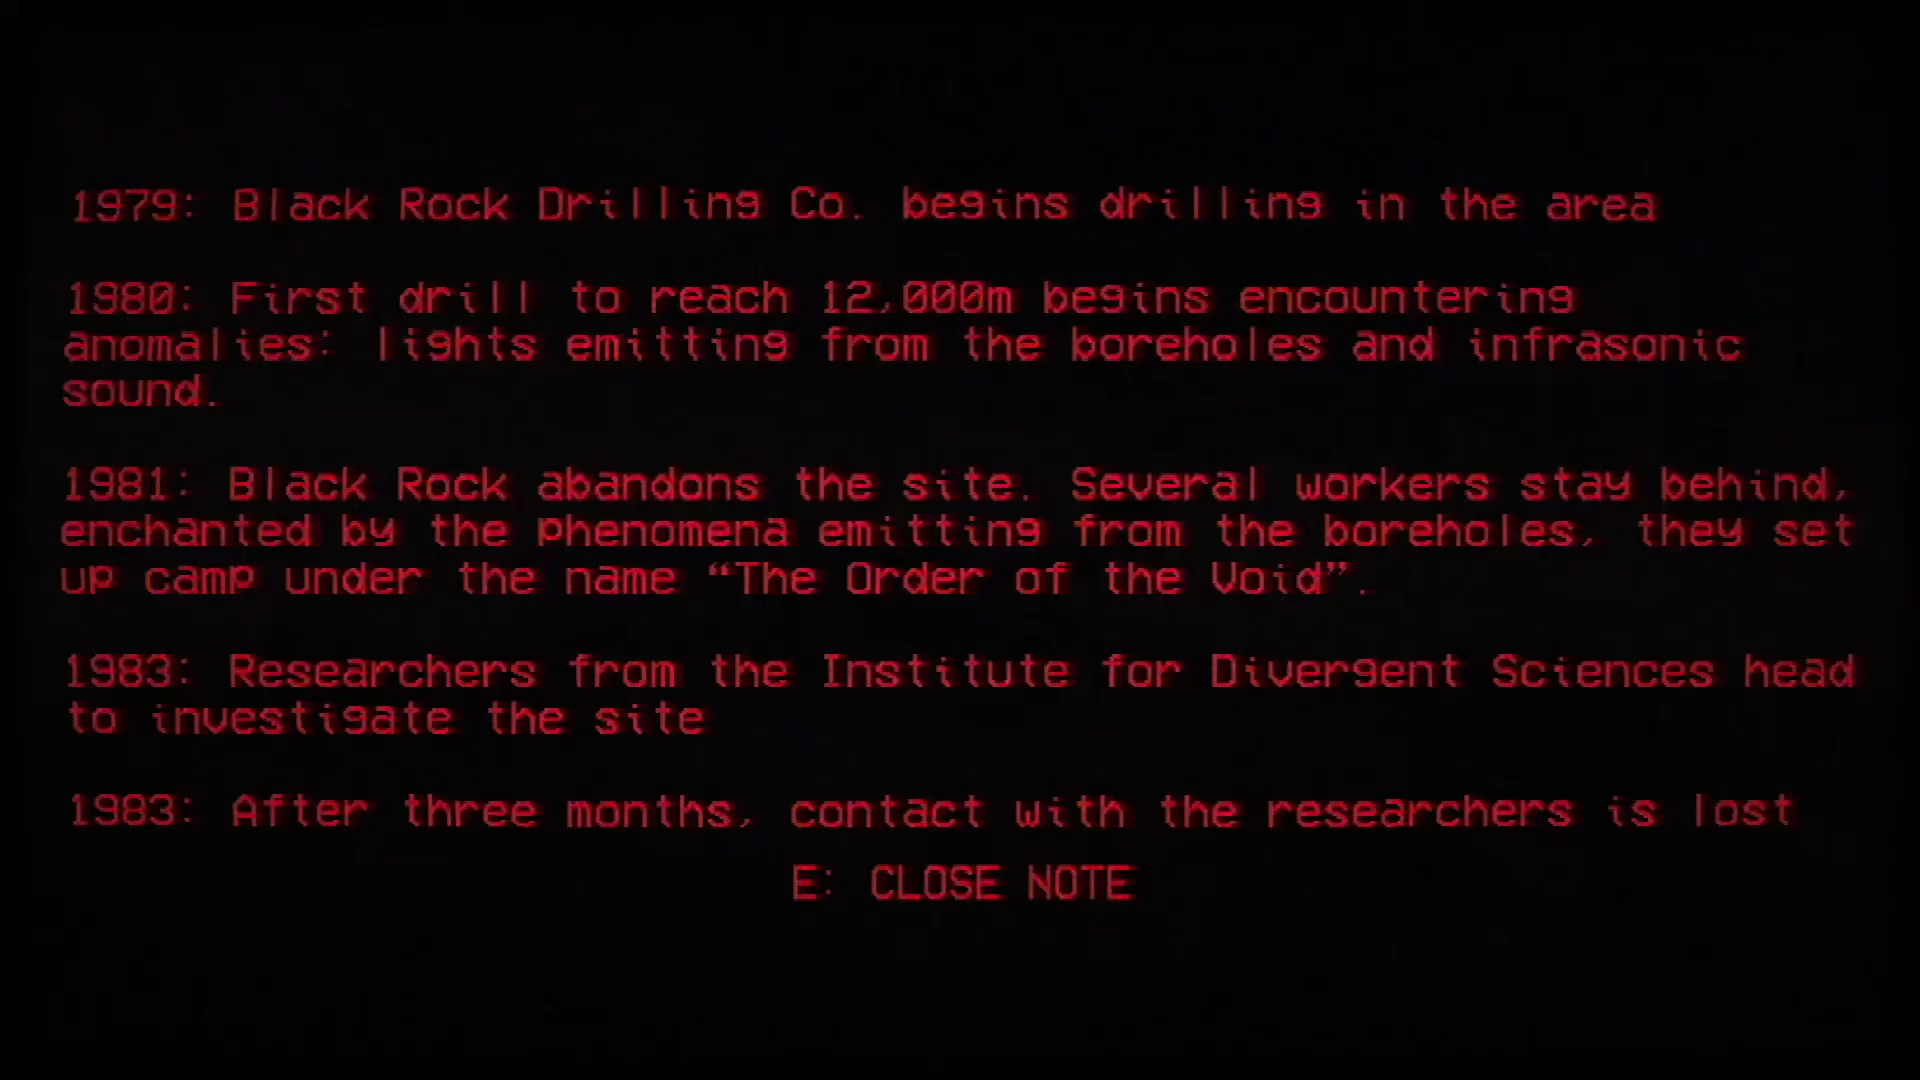 1979: Black Rock Drilling Co. begins drilling in the area
1980: First drill to reach 12,000m begins encountering
anomalies: lights emitting from the boreholes and infrasonic
sound.
1981: Black Rock abandons the site. Several workers stay behind,
enchanted by the phenomena emitting from the boreholes, they set
up camp under the name “The Order of the Void”.
1983: Researchers from the Institute for Divergent Sciences head
to investigate the site
1983: After three months, contact with the researchers is lost
E: CLOSE NOTE